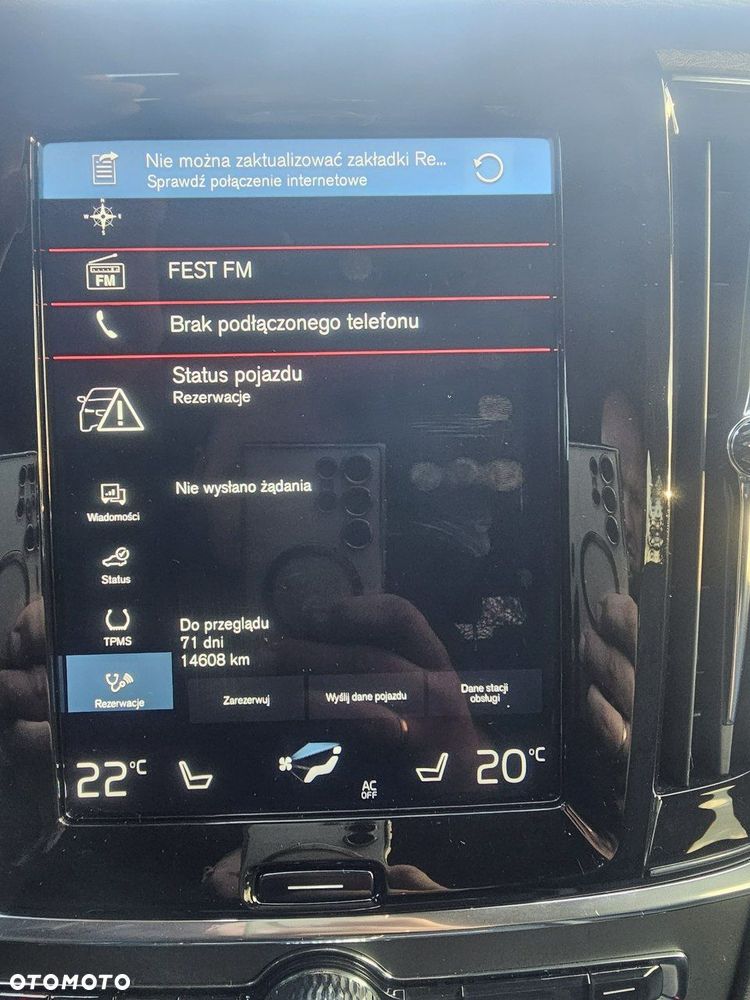 Nie można zaktualizować zakładki Re...
Sprawdź połączenie internetowe
N
W E
S
FM
FEST FM
Brak podłączonego telefonu
Status pojazdu
Rezerwacje
Nie wysłano żądania
Wiadomości
Status
TPMS
Do przeglądu
71 dni
14608 km
Rezerwacje
Zarezerwuj
Wyślij dane pojazdu
Dane stacji
obsługi
22°C
AC
OFF
20°C
OTOMOTO